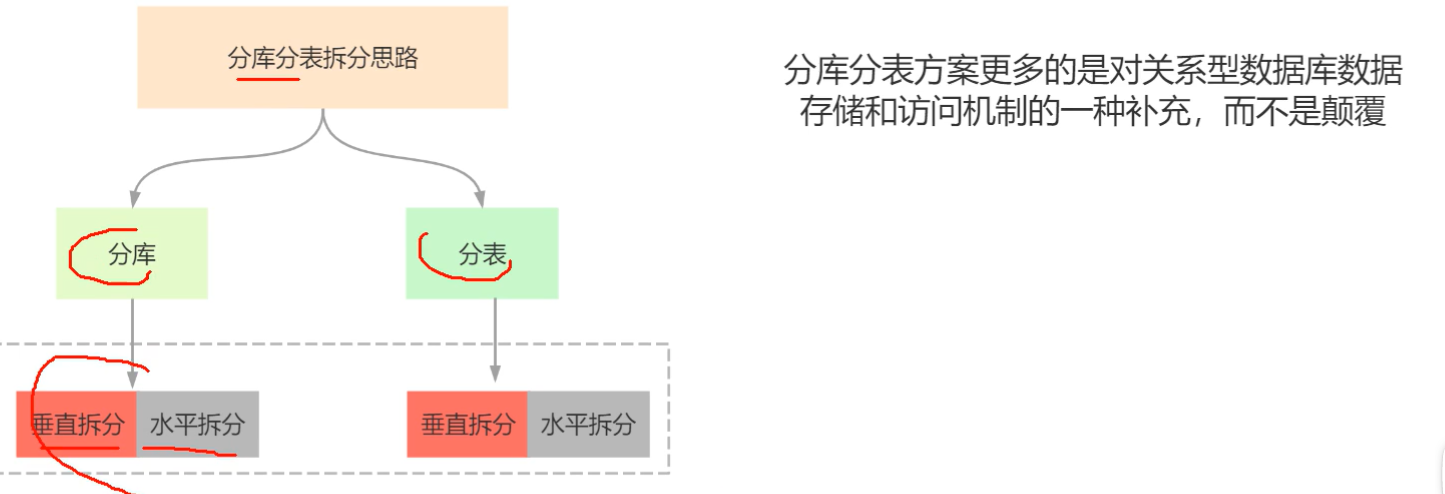 分库分表拆分思路
分库分表方案更多的是对关系型数据库数据
存储和访问机制的一种补充，而不是颠覆
分库
分表
垂直拆分
水平拆分
垂直拆分
水平拆分